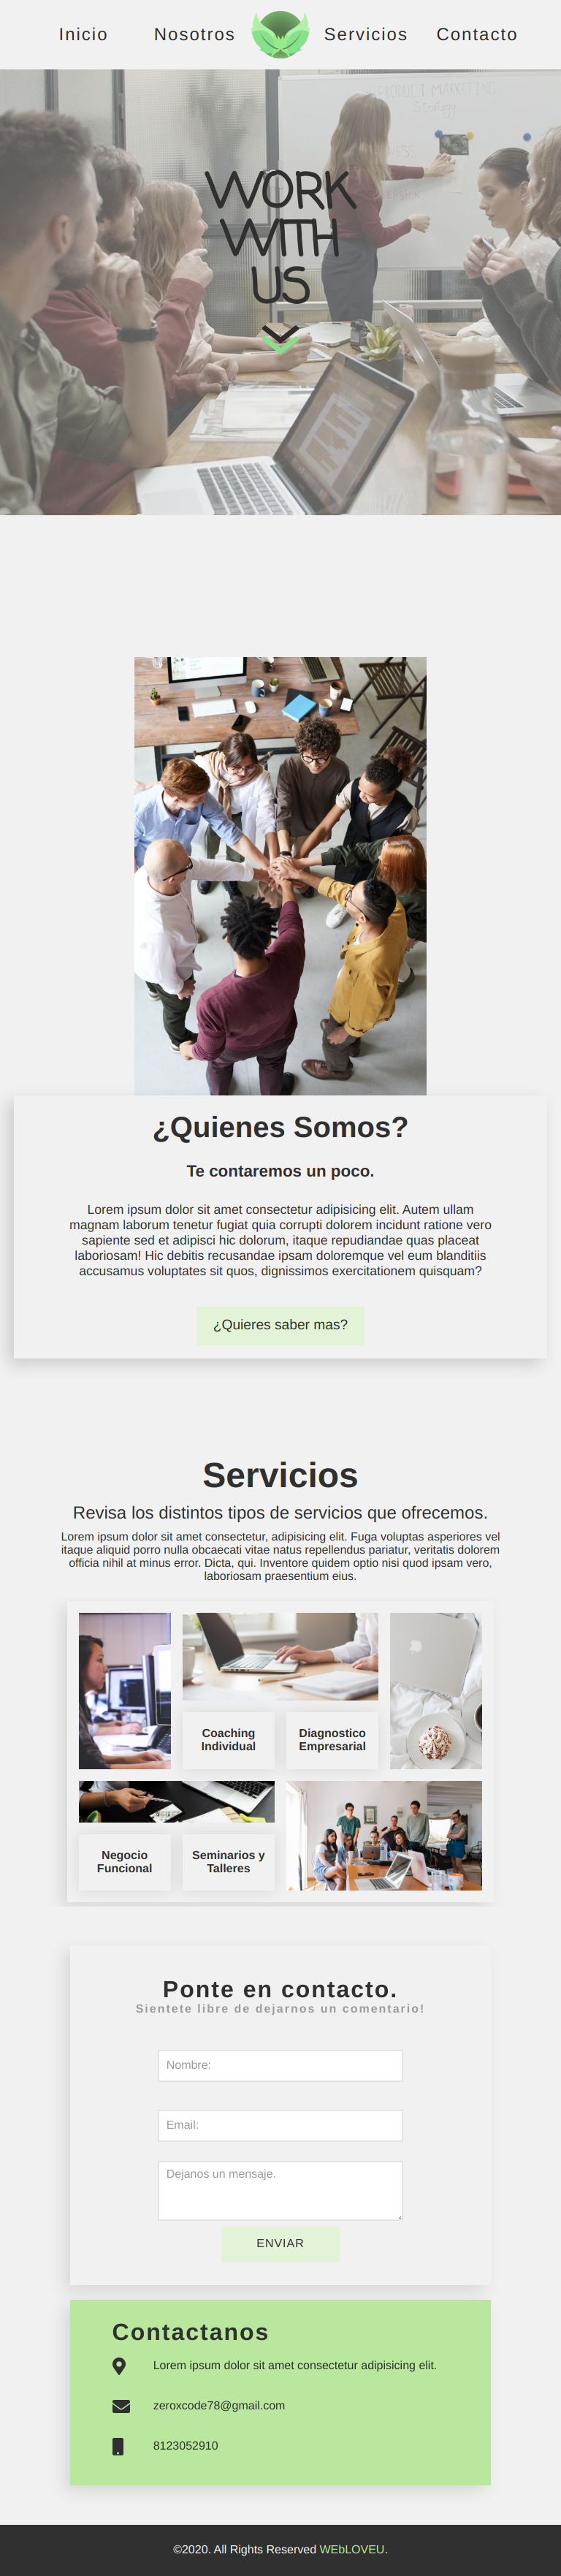 Inicio Nosotros Servicios Contacto
PRODUCT MARKETING
WORK
WITH
US
¿Quienes Somos?
Te contaremos un poco.
Lorem ipsum dolor sit amet consectetur adipisicing elit. Autem ullam
magnam laborum tenetur fugiat quia corrupti dolorem incidunt ratione vero
sapiente sed et adipisci hic dolorum, itaque repudiandae quas placeat
laboriosam! Hic debitis recusandae ipsam doloremque vel eum blanditiis
accusamus voluptates sit quos, dignissimos exercitationem quisquam?
¿Quieres saber mas?
Servicios
Revisa los distintos tipos de servicios que ofrecemos.
Lorem ipsum dolor sit amet consectetur, adipisicing elit. Fuga voluptas asperiores vel
itaque aliquid porro nulla obcaecati vitae natus repellendus pariatur, veritatis dolorem
officia nihil at minus error. Dicta, qui. Inventore quidem optio nisi quod ipsam vero,
laboriosam praesentium eius.
Coaching
Individual
Diagnostico
Empresarial
Negocio
Funcional
Seminarios y
Talleres
Ponte en contacto.
Sientete libre de dejarnos un comentario!
Nombre:
Email:
Dejanos un mensaje.
ENVIAR
Contactanos
Lorem ipsum dolor sit amet consectetur adipisicing elit.
zeroxcode78@gmail.com
8123052910
©2020. All Rights Reserved WEbLOVEU.